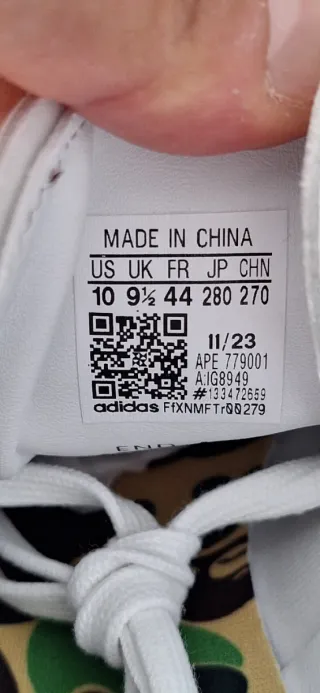 MADE IN CHINA
US UK FR JP CHN
10 9½ 44 280 270
11/23
APE 779001
A:IG8949
#133472659
adidas FfXNMFTr00279